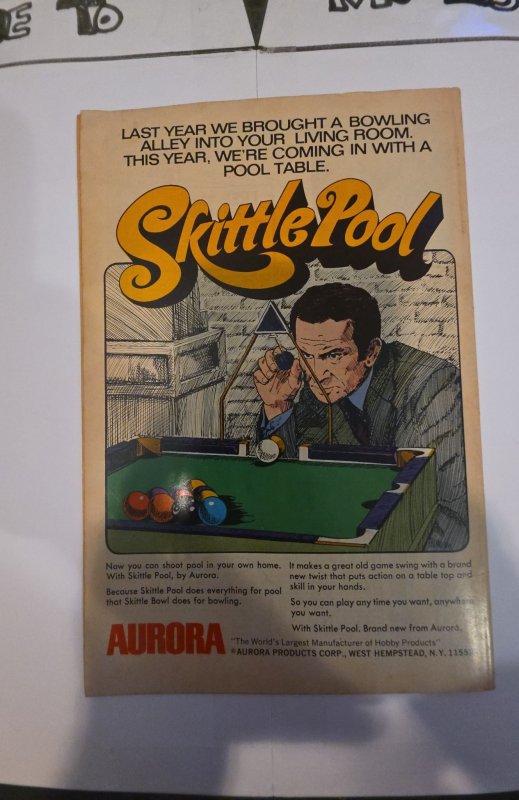 TO
LAST YEAR WE BROUGHT A BOWLING
ALLEY INTO YOUR LIVING ROOM.
THIS YEAR, WE'RE COMING IN WITH A
POOL TABLE.
Skittle Pool
Now you can shoot pool in your own home.
With Skittle Pool, by Aurora.
Because Skittle Pool does everything for pool
that Skittle Bowl does for bowling.
It makes a great old game swing with a brand
new twist that puts action on a table top and
skill in your hands.
So you can play any time you want, anywhere
you want.
With Skittle Pool. Brand new from Aurora.
AURORA
"The World's Largest Manufacturer of Hobby Products"
©AURORA PRODUCTS CORP., WEST HEMPSTEAD, N.Y. 11552